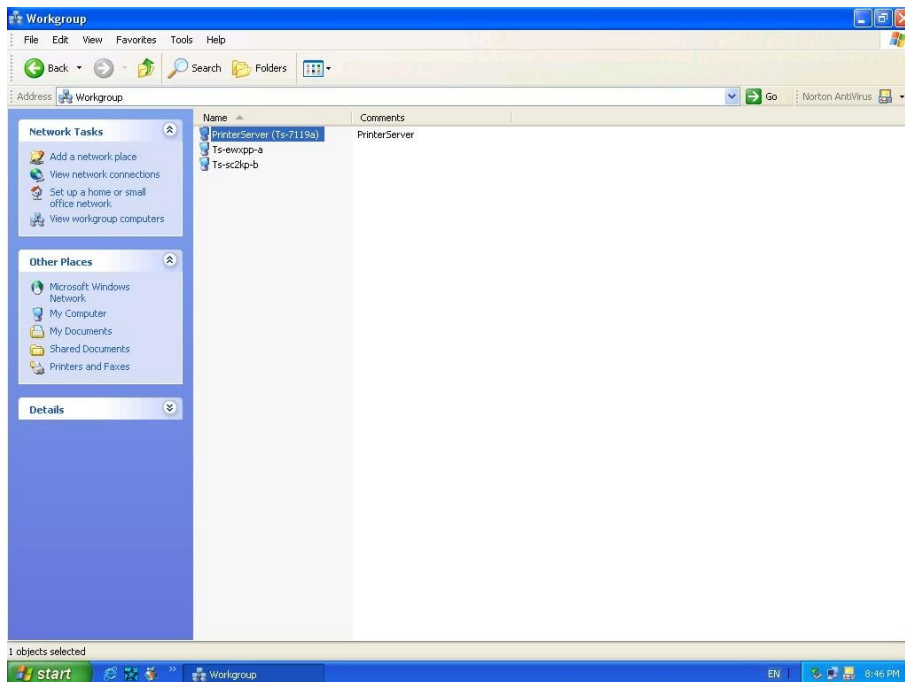 Workgroup
File Edit View Favorites Tools Help
Back Search Folders
Address Workgroup Go Norton AntiVirus
Name Comments
Network Tasks
Add a network place
View network connections
Set up a home or small
office network
View workgroup computers
Other Places
Microsoft Windows
Network
My Computer
My Documents
Shared Documents
Printers and Faxes
Details
PrinterServer (Ts-7119a) PrinterServer
Ts-ewxpp-a
Ts-sc2kp-b
1 objects selected
start Workgroup EN 8:46 PM